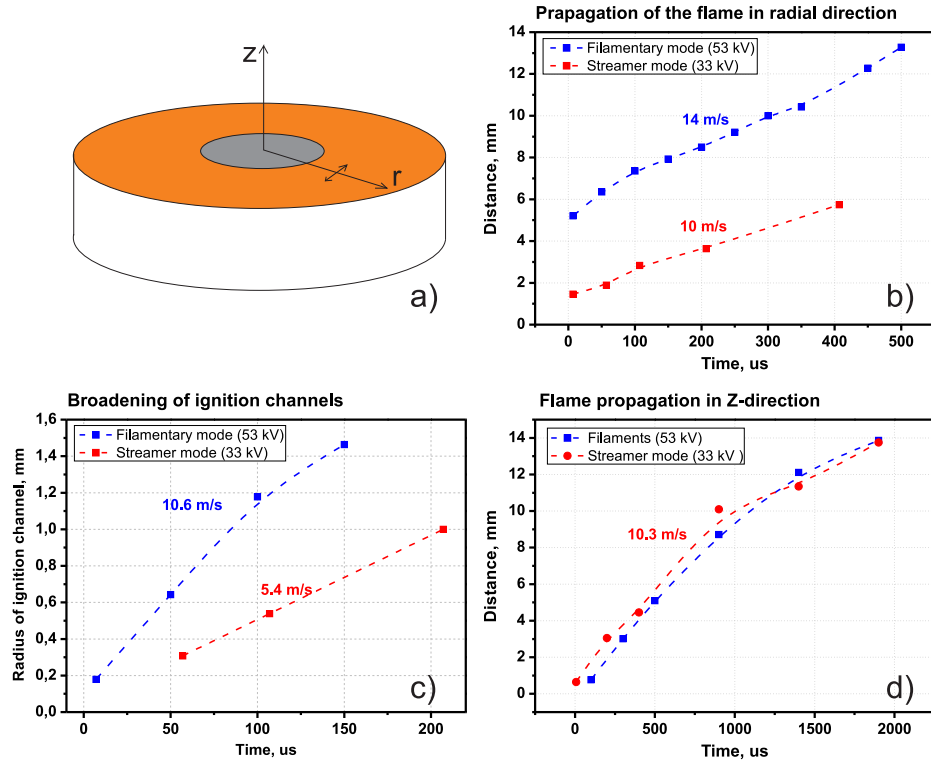 z
r
a)
Prapagation of the flame in radial direction
14
12
10
8
6
4
2
0
Distance, mm
Filamentary mode (53 kV)
Streamer mode (33 kV)
14 m/s
10 m/s
b)
0 100 200 300 400 500
Time, us
Broadening of ignition channels
1,6
1,4
1,2
1,0
0,8
0,6
0,4
0,2
0,0
Radius of ignition channel, mm
Filamentary mode (53 kV)
Streamer mode (33 kV)
10.6 m/s
5.4 m/s
c)
0 50 100 150 200
Time, us
Flame propagation in Z-direction
14
12
10
8
6
4
2
0
Distance, mm
Filaments (53 kV)
Streamer mode (33 kV )
10.3 m/s
d)
0 500 1000 1500 2000
Time, us